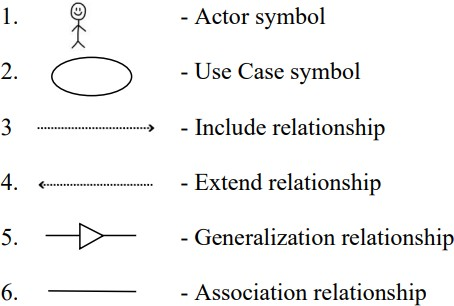 1. - Actor symbol
2. - Use Case symbol
3 - Include relationship
4. - Extend relationship
5. - Generalization relationship
6. - Association relationship